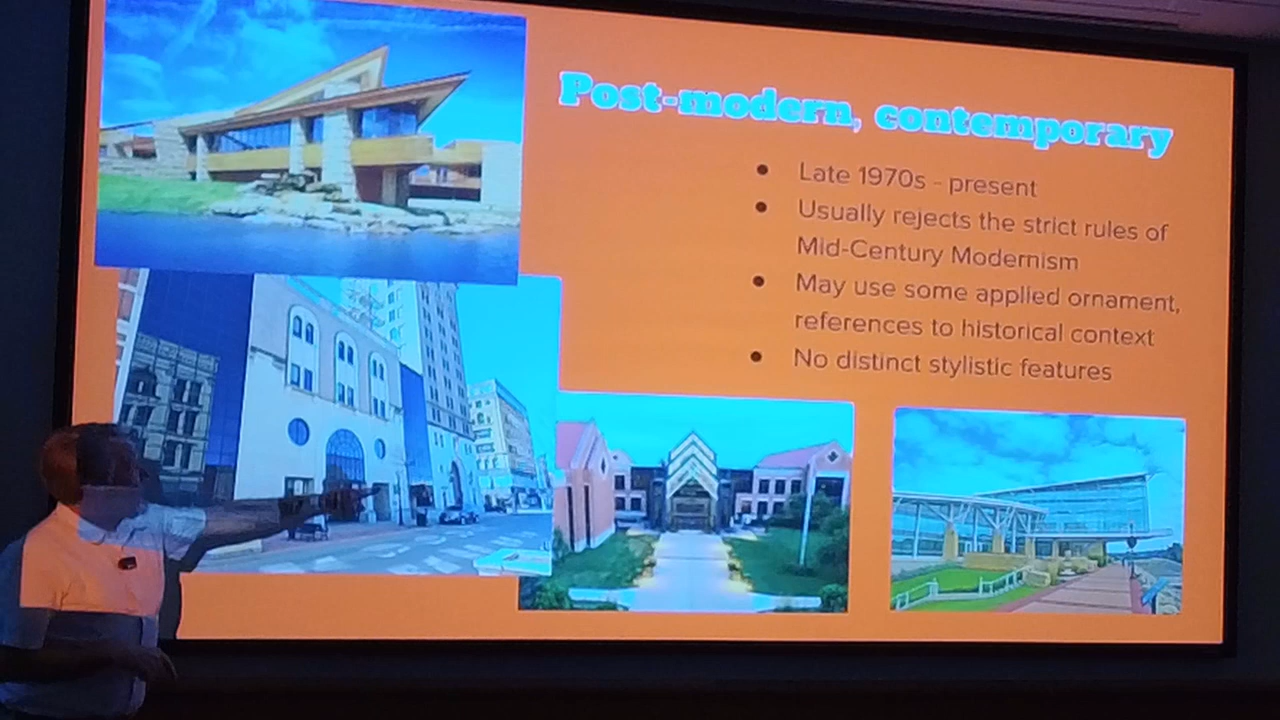 Post-modern, contemporary
● Late 1970s - present
● Usually rejects the strict rules of
Mid-Century Modernism
● May use some applied ornament,
references to historical context
● No distinct stylistic features